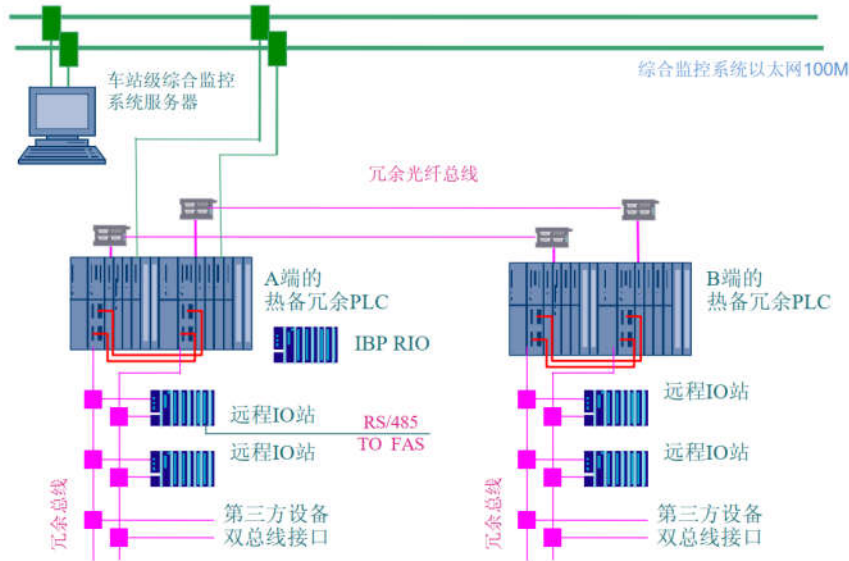 综合监控系统以太网100M
车站级综合监控
系统服务器
冗余光纤总线
A端的
热备冗余PLC
B端的
热备冗余PLC
IBP RIO
远程IO站
RS/485
TO FAS
远程IO站
远程IO站
远程IO站
冗余总线
第三方设备
双总线接口
冗余总线
第三方设备
双总线接口